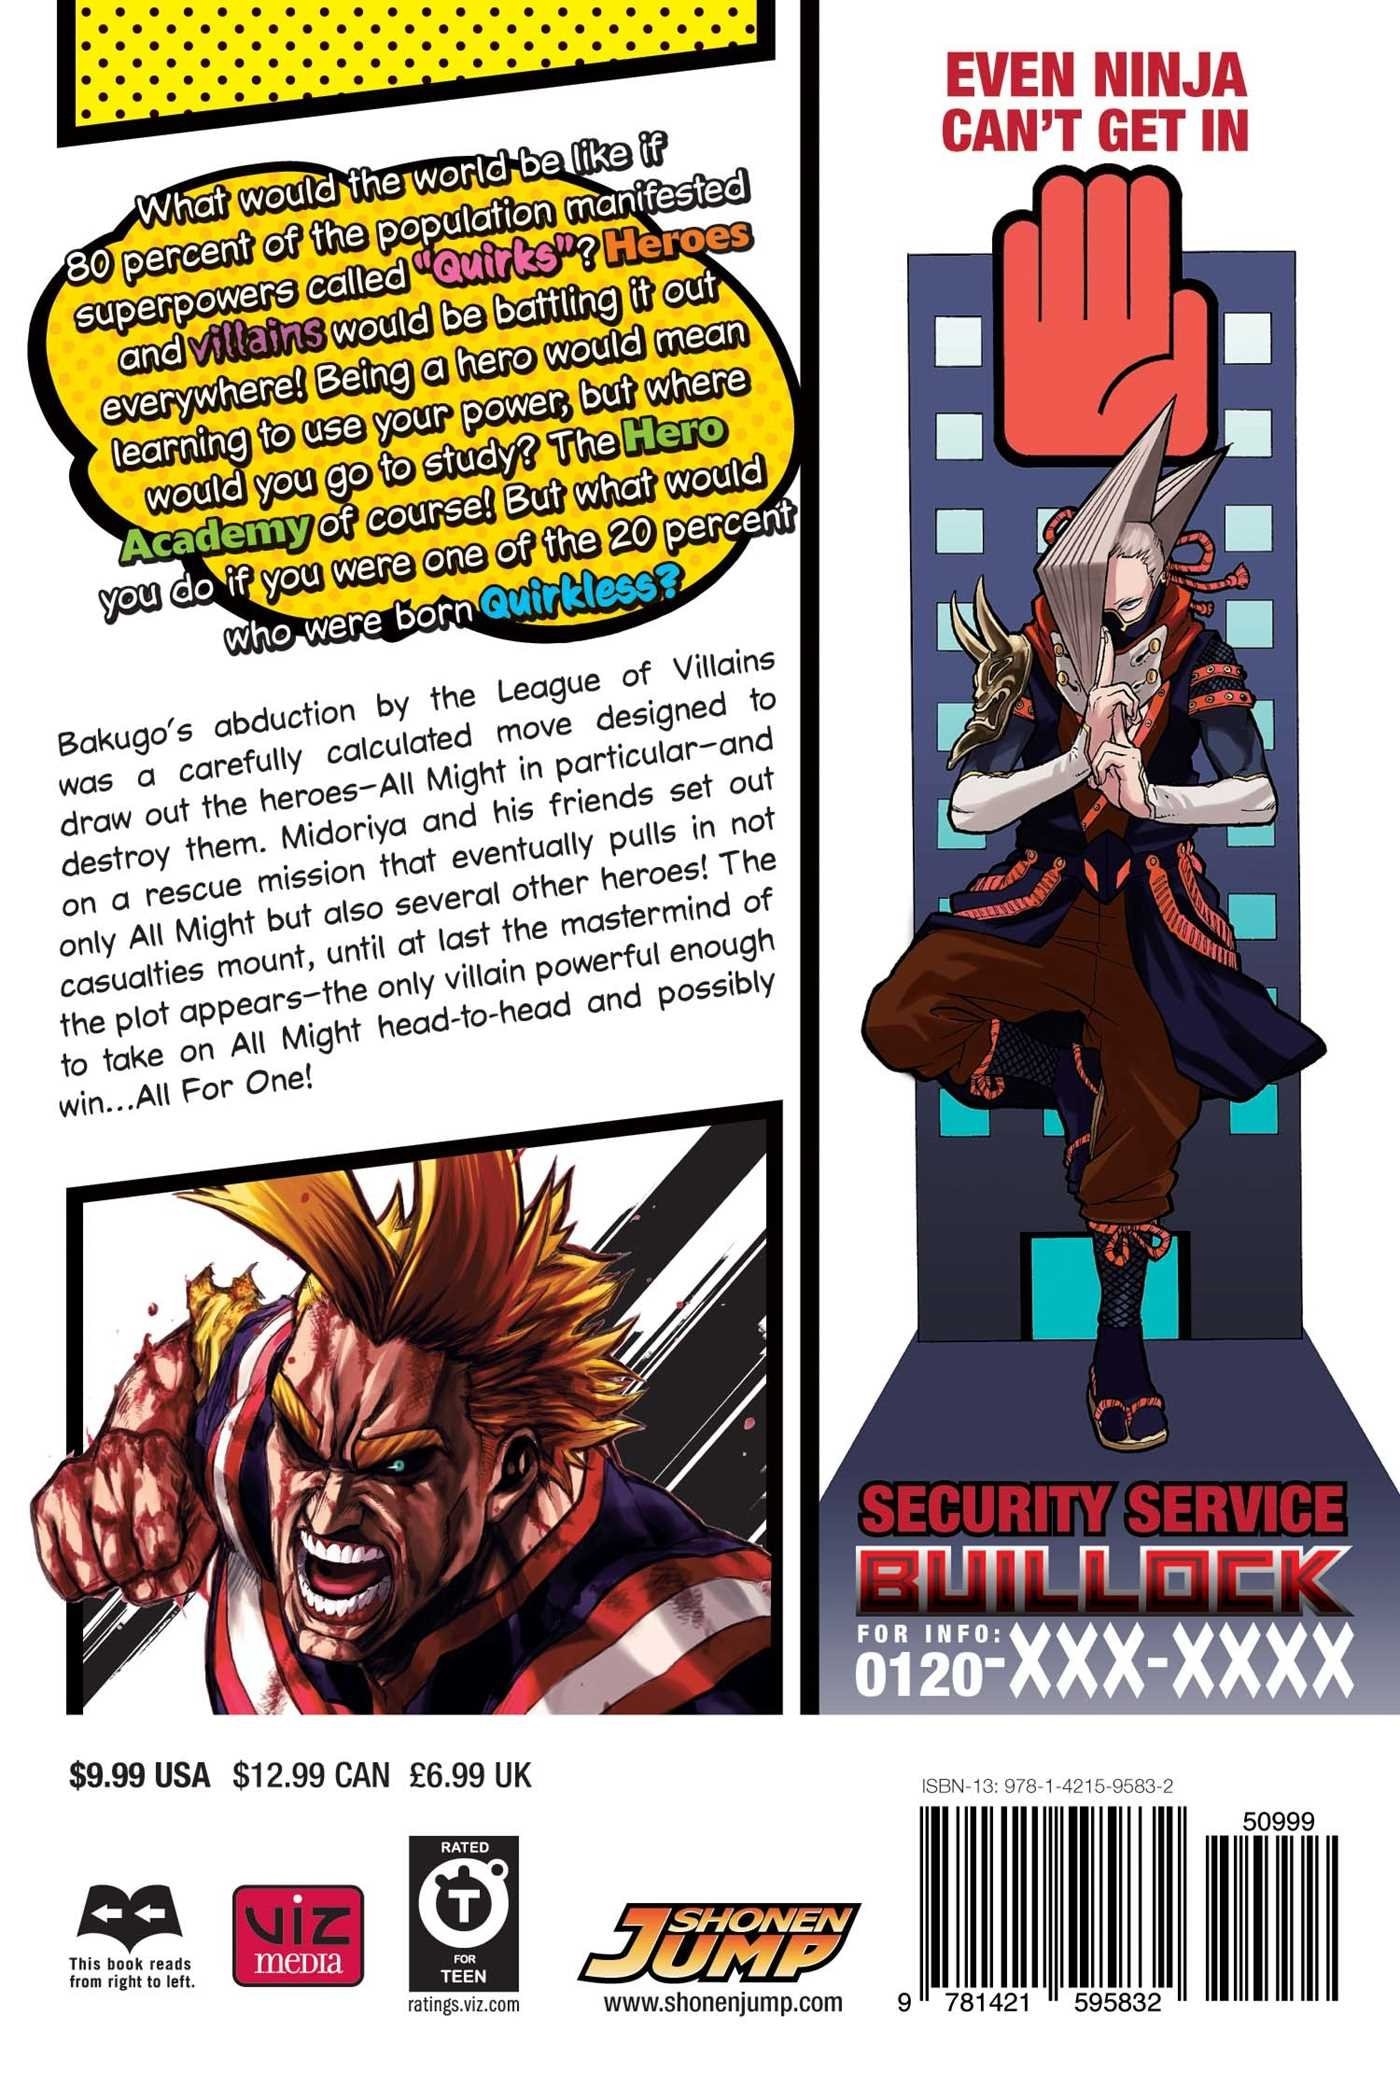 What would the world be like if
80 percent of the population manifested
superpowers called "Quirks"? Heroes
and villains would be battling it out
everywhere! Being a hero would mean
learning to use your power, but where
would you go to study? The Hero
Academy of course! But what would
you do if you were one of the 20 percent
who were born Quirkless?
Bakugo's abduction by the League of Villains
was a carefully calculated move designed to
draw out the heroes—All Might in particular—and
destroy them. Midoriya and his friends set out
on a rescue mission that eventually pulls in not
only All Might but also several other heroes! The
casualties mount, until at last the mastermind of
the plot appears—the only villain powerful enough
to take on All Might head-to-head and possibly
win...All For One!
EVEN NINJA
CAN'T GET IN
SECURITY SERVICE
BUILLOCK
FOR INFO:
0120-XXX-XXXX
$9.99 USA $12.99 CAN £6.99 UK
This book reads
from right to left.
viz
media
RATED
T
FOR
TEEN
ratings.viz.com
SHONEN
JUMP
www.shonenjump.com
ISBN-13: 978-1-4215-9583-2
50999
9 781421 595832